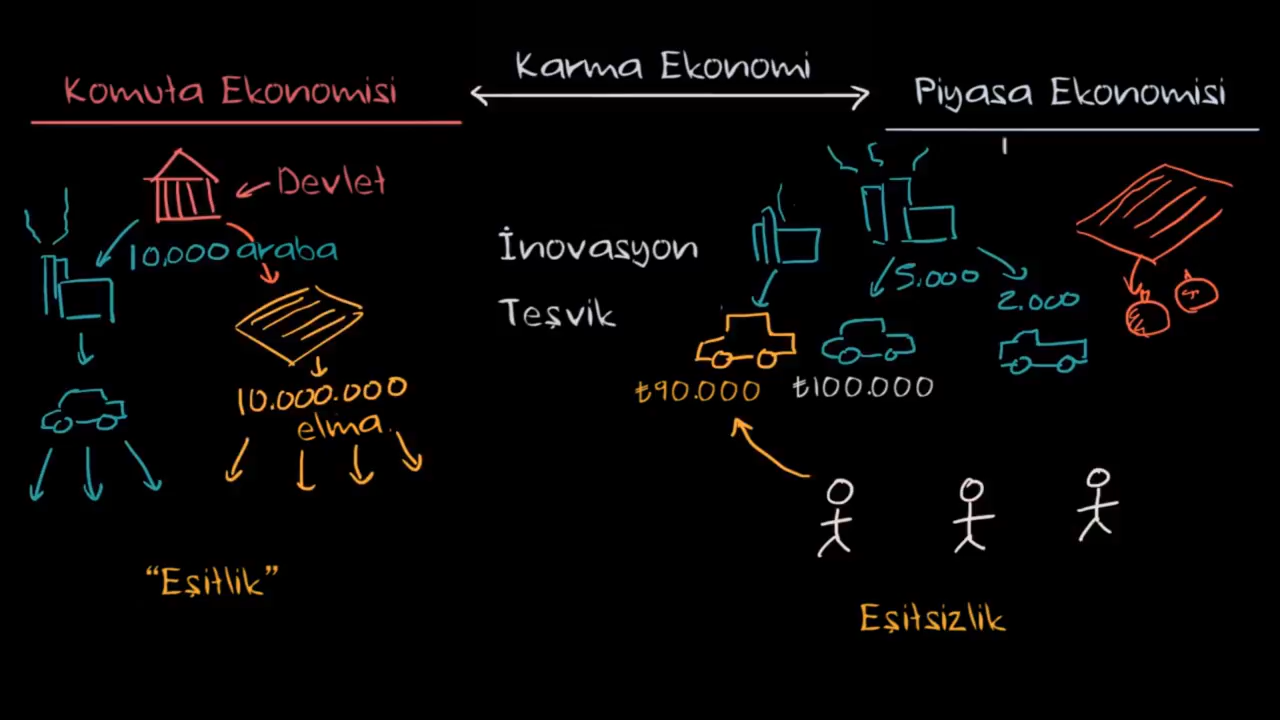 Karma Ekonomi
Komuta Ekonomisi
Piyasa Ekonomisi
Devlet
10.000 araba
10.000.000
elma
"Eşitlik"
İnovasyon
Teşvik
5.000
2.000
₺90.000
₺100.000
Eşitsizlik